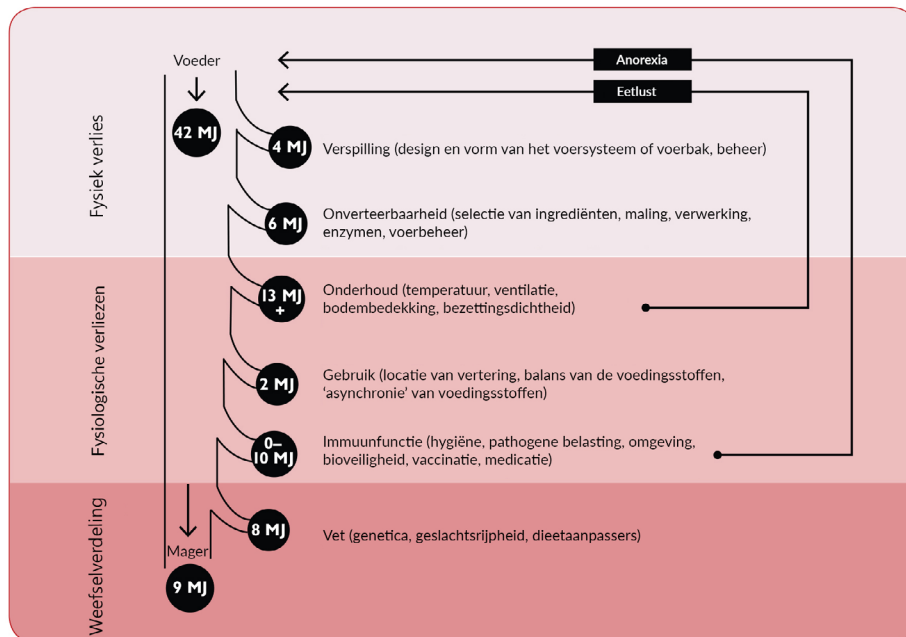 Voeder
Anorexia
Eetlust
42 MJ
Fysiek verlies
4 MJ
Verspilling (design en vorm van het voersysteem of voerbak, beheer)
6 MJ
Onverteerbaarheid (selectie van ingrediënten, maling, verwerking,
enzymen, voerbeheer)
Fysiologische verliezen
13 MJ
+
Onderhoud (temperatuur, ventilatie,
bodembedekking, bezettingsdichtheid)
2 MJ
Gebruik (locatie van vertering, balans van de voedingsstoffen,
‘asynchronie’ van voedingsstoffen)
0–
10 MJ
Immuunfunctie (hygiëne, pathogene belasting, omgeving,
bioveiligheid, vaccinatie, medicatie)
Weefselverdeling
8 MJ
Vet (genetica, geslachtsrijpheid, dieetaanpassers)
Mager
9 MJ